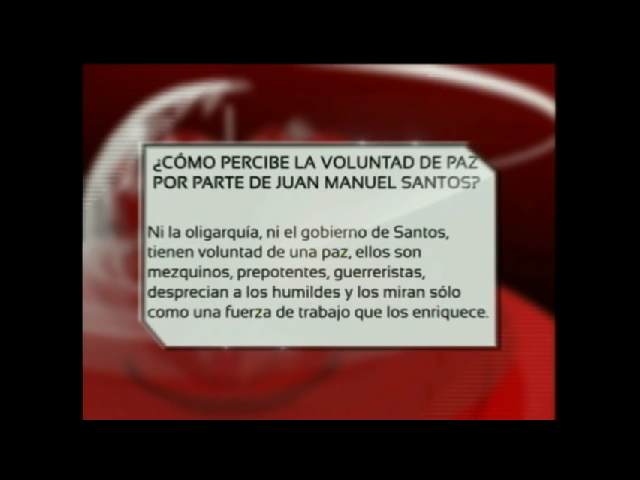 ¿CÓMO PERCIBE LA VOLUNTAD DE PAZ
POR PARTE DE JUAN MANUEL SANTOS?
Ni la oligarquía, ni el gobierno de Santos,
tienen voluntad de una paz, ellos son
mezquinos, prepotentes, guerreristas,
desprecian a los humildes y los miran sólo
como una fuerza de trabajo que los enriquece.